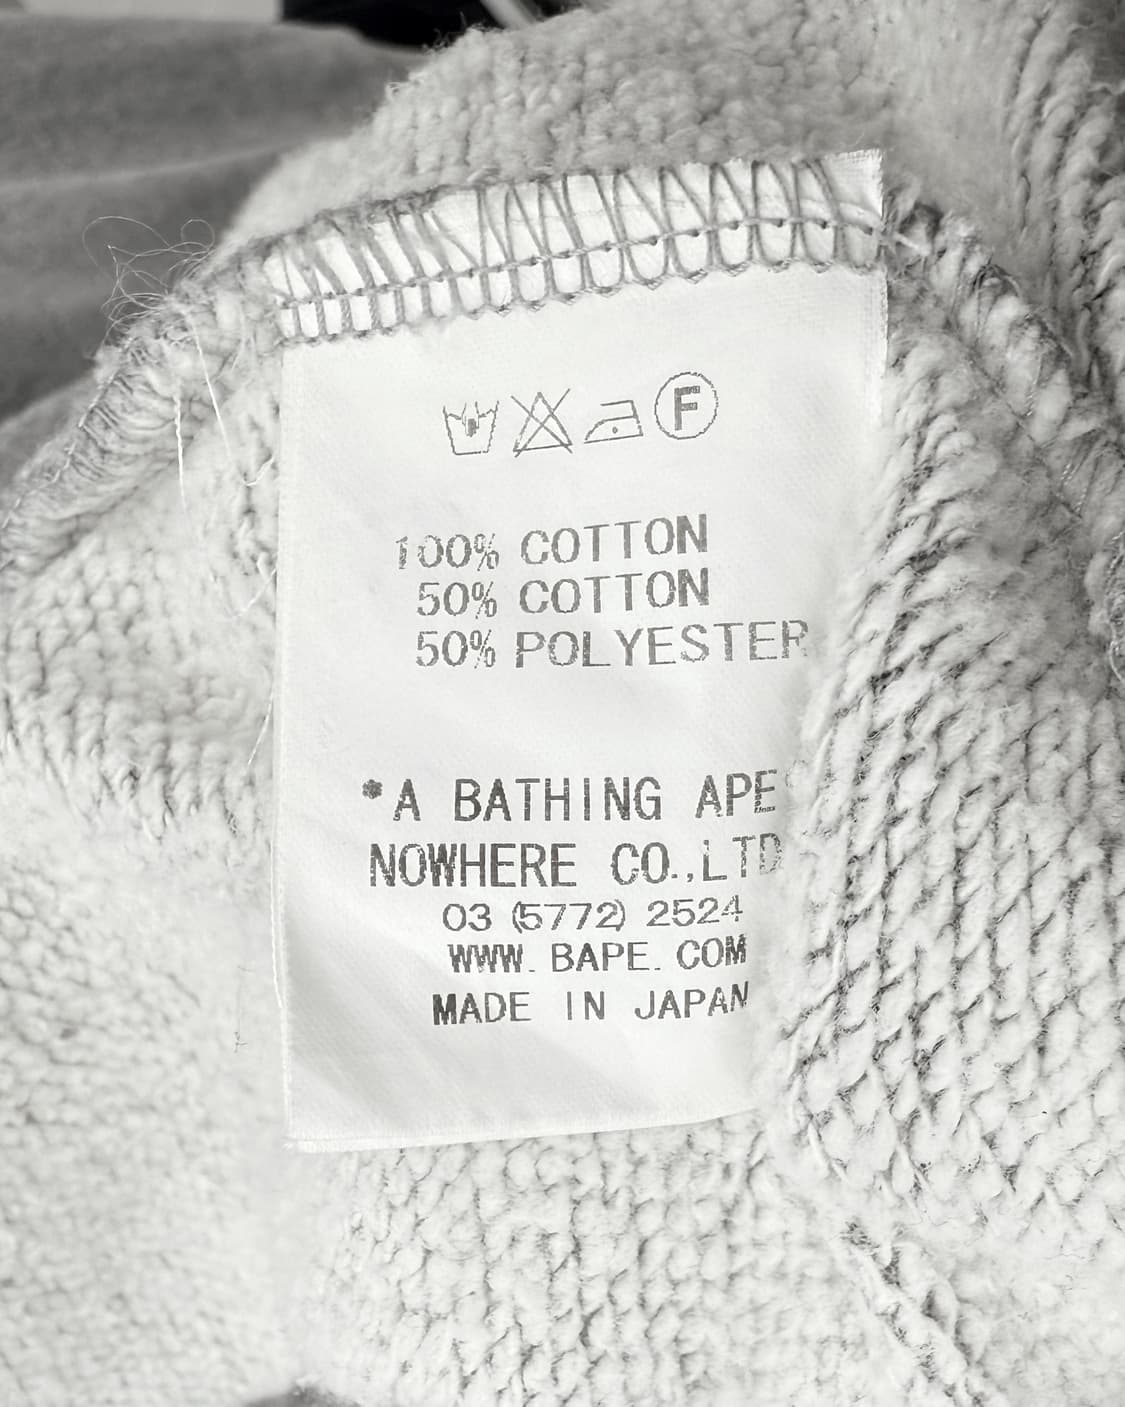 F
100% COTTON
50% COTTON
50% POLYESTER
*A BATHING APE
NOWHERE CO.,LTD
03 (5772) 2524
WWW. BAPE. COM
MADE IN JAPAN